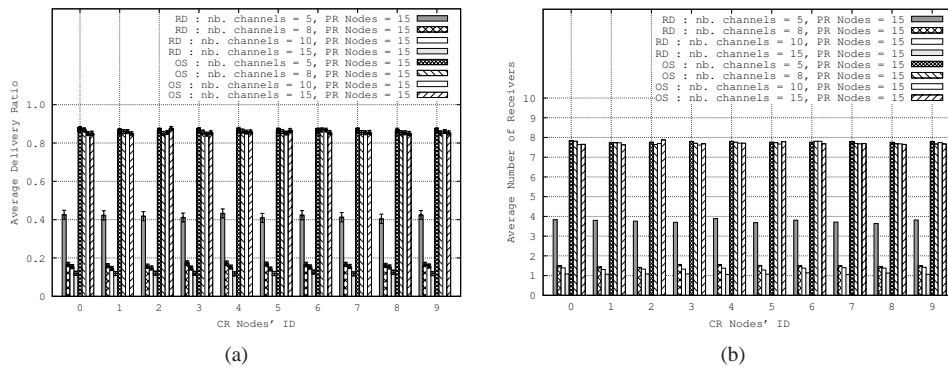 RD : nb. channels = 5, PR Nodes = 15
RD : nb. channels = 8, PR Nodes = 15
RD : nb. channels = 10, PR Nodes = 15
RD : nb. channels = 15, PR Nodes = 15
OS : nb. channels = 5, PR Nodes = 15
OS : nb. channels = 8, PR Nodes = 15
OS : nb. channels = 10, PR Nodes = 15
OS : nb. channels = 15, PR Nodes = 15
Average Delivery Ratio
1.0
0.8
0.6
0.4
0.2
0
0 1 2 3 4 5 6 7 8 9
CR Nodes' ID
(a)
RD : nb. channels = 5, PR Nodes = 15
RD : nb. channels = 8, PR Nodes = 15
RD : nb. channels = 10, PR Nodes = 15
RD : nb. channels = 15, PR Nodes = 15
OS : nb. channels = 5, PR Nodes = 15
OS : nb. channels = 8, PR Nodes = 15
OS : nb. channels = 10, PR Nodes = 15
OS : nb. channels = 15, PR Nodes = 15
Average Number of Receivers
10
9
8
7
6
5
4
3
2
1
0
0 1 2 3 4 5 6 7 8 9
CR Nodes' ID
(b)